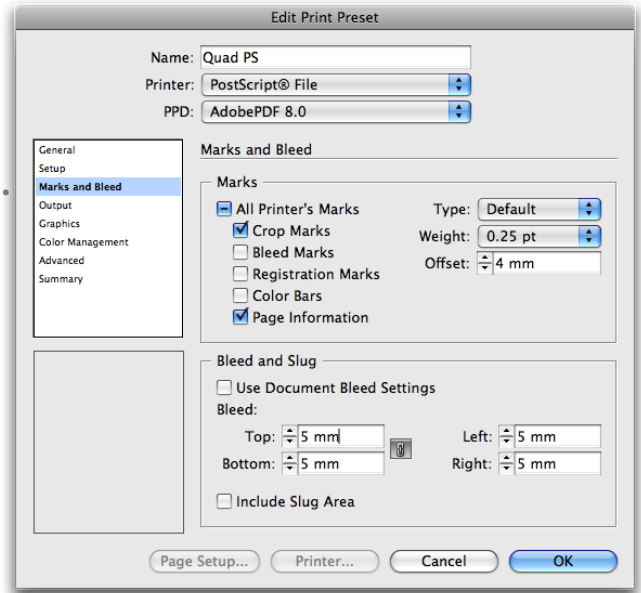 Edit Print Preset
Name: Quad PS
Printer: PostScript® File
PPD: AdobePDF 8.0
General
Setup
Marks and Bleed
Output
Graphics
Color Management
Advanced
Summary
Marks and Bleed
Marks
All Printer's Marks
Crop Marks
Bleed Marks
Registration Marks
Color Bars
Page Information
Type: Default
Weight: 0.25 pt
Offset: 4 mm
Bleed and Slug
Use Document Bleed Settings
Bleed:
Top: 5 mm Left: 5 mm
Bottom: 5 mm Right: 5 mm
Include Slug Area
Page Setup... Printer... Cancel OK